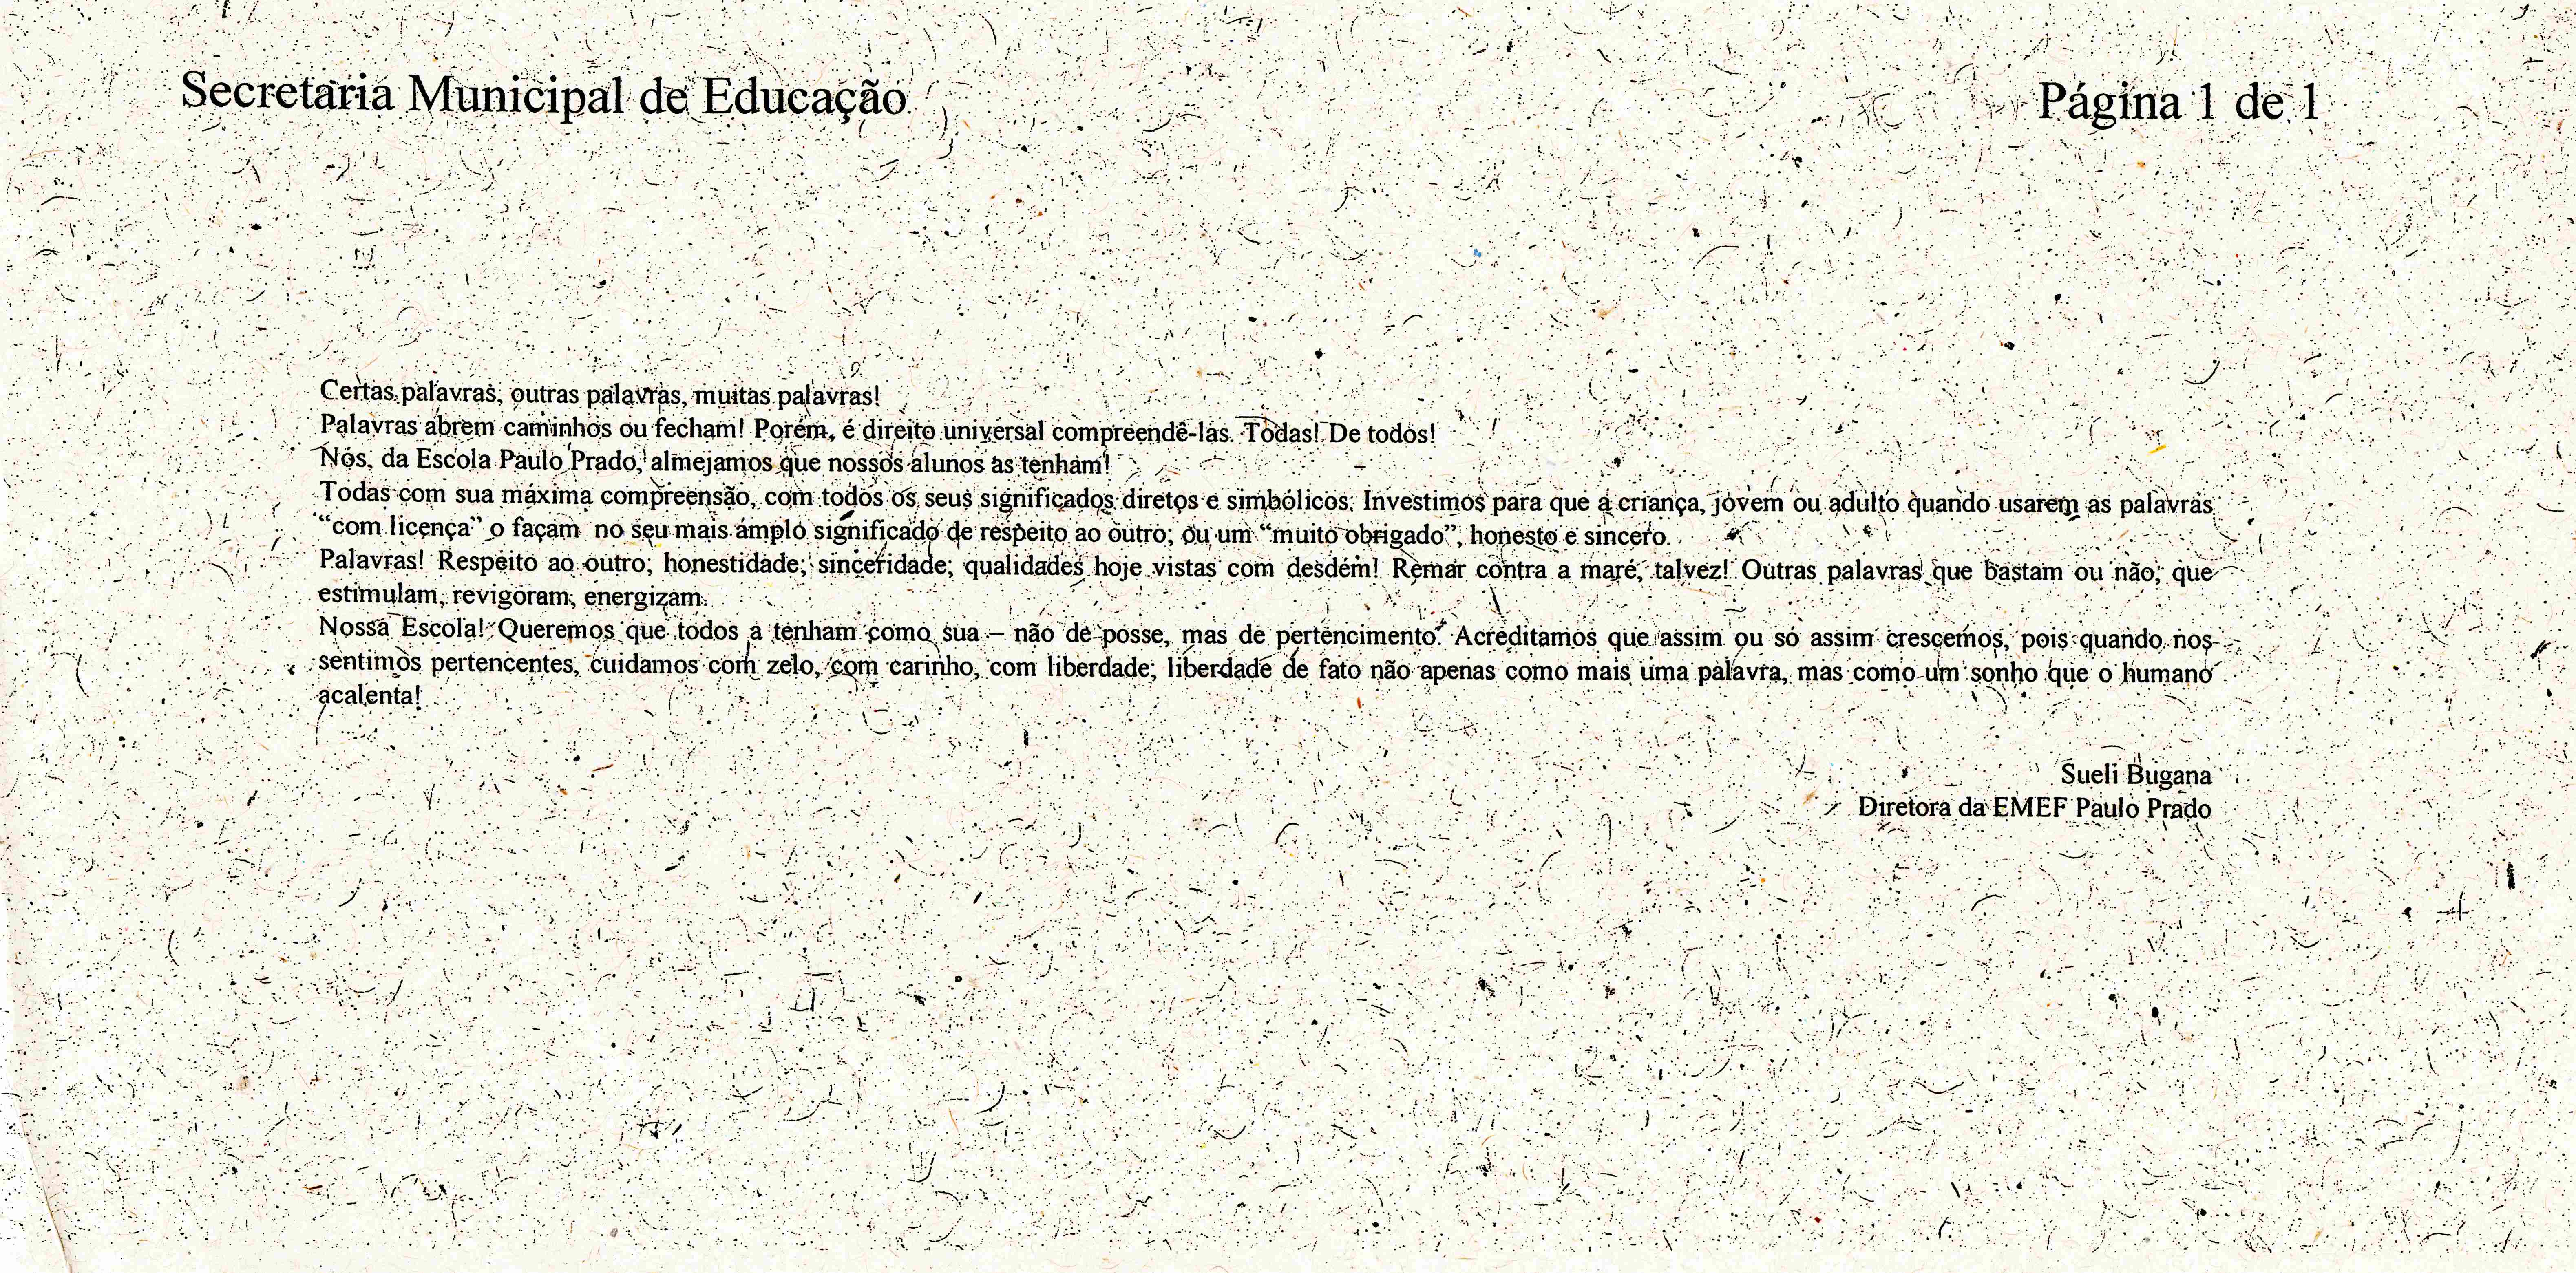 Secretaria Municipal de Educação
Página 1 de 1
Certas palavras, outras palavras, muitas palavras!
Palavras abrem caminhos ou fecham! Porém, é direito universal compreendê-las. Todas! De todos!
Nós, da Escola Paulo Prado, almejamos que nossos alunos as tenham!
Todas com sua máxima compreensão, com todos os seus significados diretos e simbólicos. Investimos para que a criança, jovem ou adulto quando usarem as palavras
“com licença” o façam no seu mais amplo significado de respeito ao outro; ou um “muito obrigado”, honesto e sincero.
Palavras! Respeito ao outro; honestidade; sinceridade; qualidades hoje vistas com desdém! Remar contra a maré, talvez! Outras palavras que bastam ou não; que
estimulam, revigoram, energizam.
Nossa Escola! Queremos que todos a tenham como sua – não de posse, mas de pertencimento. Acreditamos que assim ou só assim crescemos, pois quando nos
sentimos pertencentes, cuidamos com zelo, com carinho, com liberdade; liberdade de fato não apenas como mais uma palavra, mas como um sonho que o humano
acalenta!
Sueli Bugana
Diretora da EMEF Paulo Prado